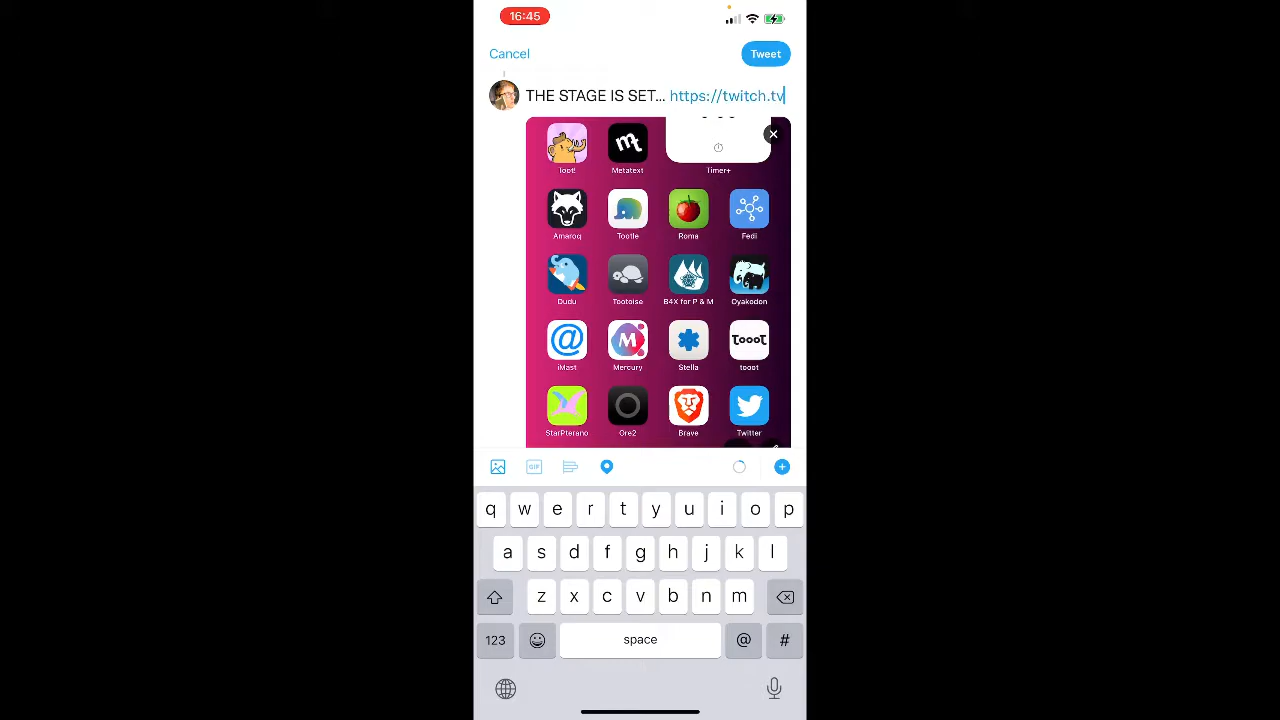 16:45
Cancel
Tweet
THE STAGE IS SET... https://twitch.tv
Toot!
Metatext
Timer+
Amaroq
Tootle
Roma
Fedi
Dudu
Tootoise
B4X for P & M
Oyakodon
iMast
Mercury
Stella
tooot
tooot
StarPterano
Ore2
Brave
Twitter
GIF
q w e r t y u i o p
a s d f g h j k l
z x c v b n m
123
space
@
#